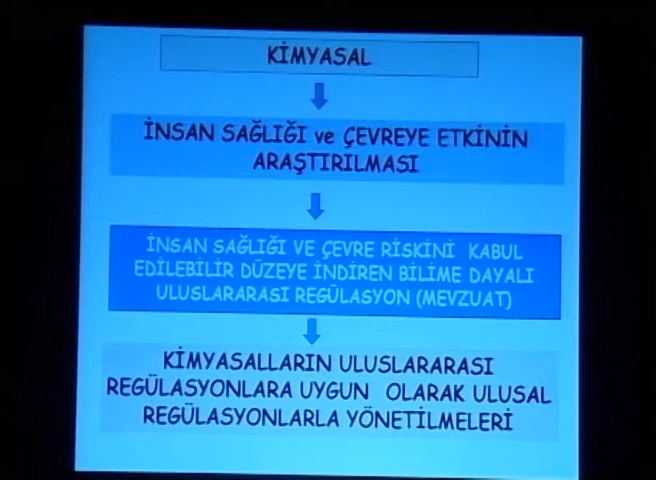 KİMYASAL
İNSAN SAĞLIĞI ve ÇEVREYE ETKİNİN
ARAŞTIRILMASI
İNSAN SAĞLIĞI VE ÇEVRE RİSKİNİ KABUL
EDİLEBİLİR DÜZEYE İNDİREN BİLİME DAYALI
ULUSLARARASI REGÜLASYON (MEVZUAT)
KİMYASALLARIN ULUSLARARASI
REGÜLASYONLARA UYGUN OLARAK ULUSAL
REGÜLASYONLARLA YÖNETİLMELERİ